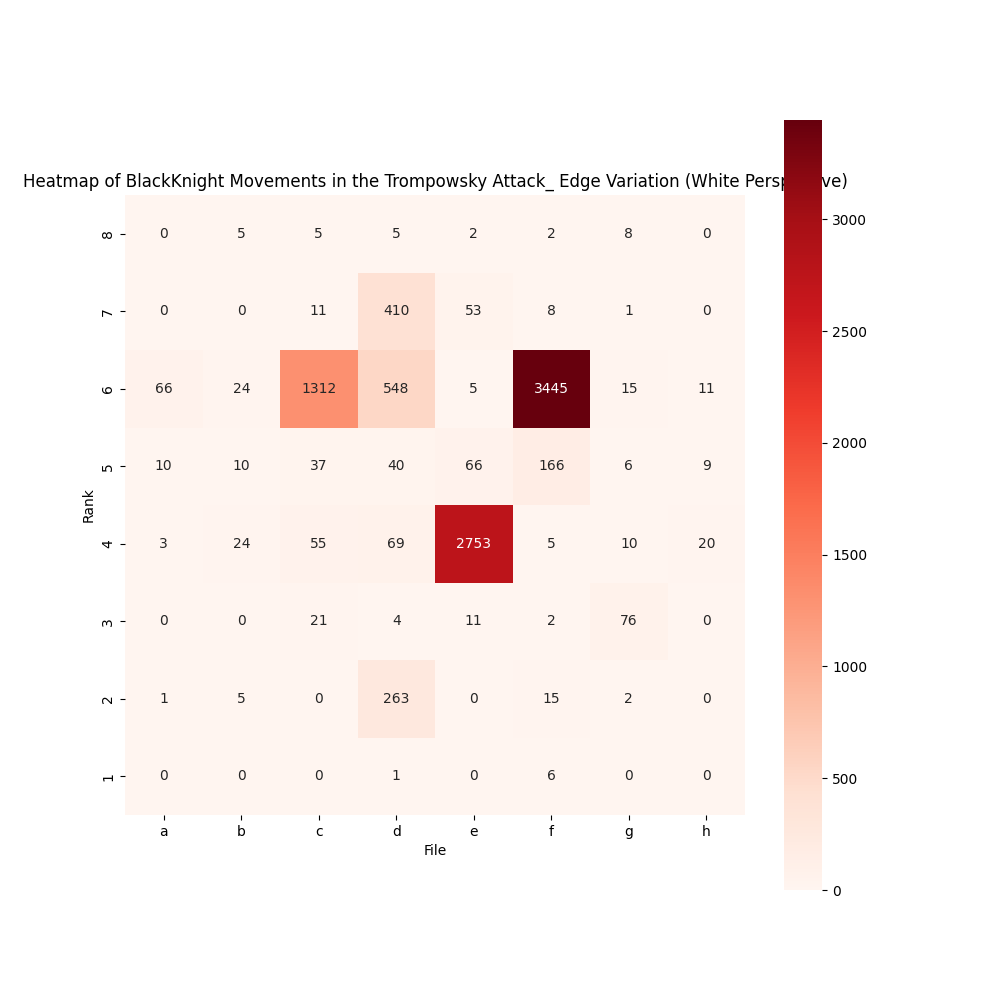 Heatmap of BlackKnight Movements in the Trompowsky Attack_ Edge Variation (White Persp ve)
8 0 5 5 5 2 2 8 0
7 0 0 11 410 53 8 1 0
6 66 24 1312 548 5 3445 15 11
5 10 10 37 40 66 166 6 9
4 3 24 55 69 2753 5 10 20
3 0 0 21 4 11 2 76 0
2 1 5 0 263 0 15 2 0
1 0 0 0 1 0 6 0 0
a b c d e f g h
File
Rank
3000
2500
2000
1500
1000
500
0